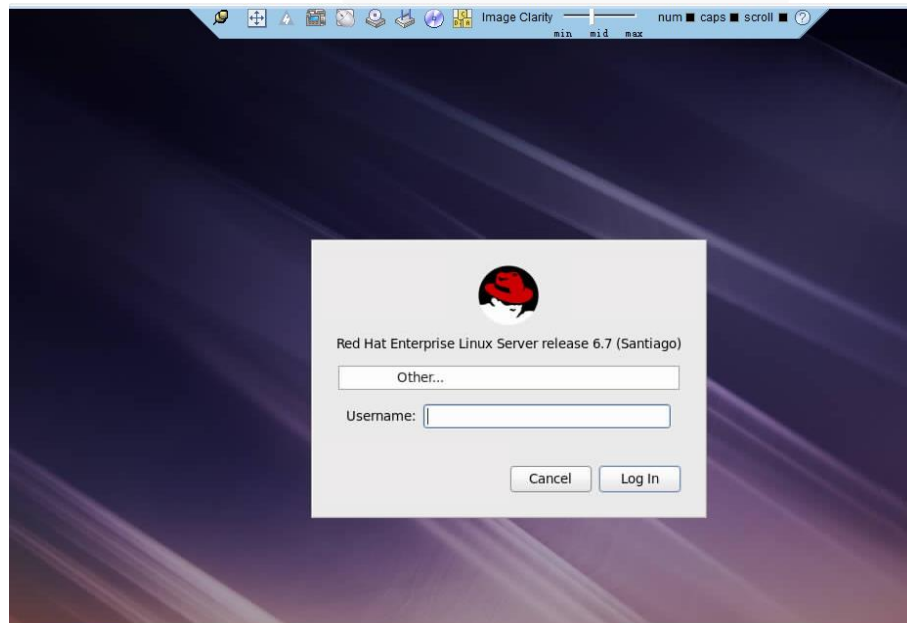 Image Clarity
min mid max
num caps scroll ?
Red Hat Enterprise Linux Server release 6.7 (Santiago)
Other...
Username:
Cancel Log In